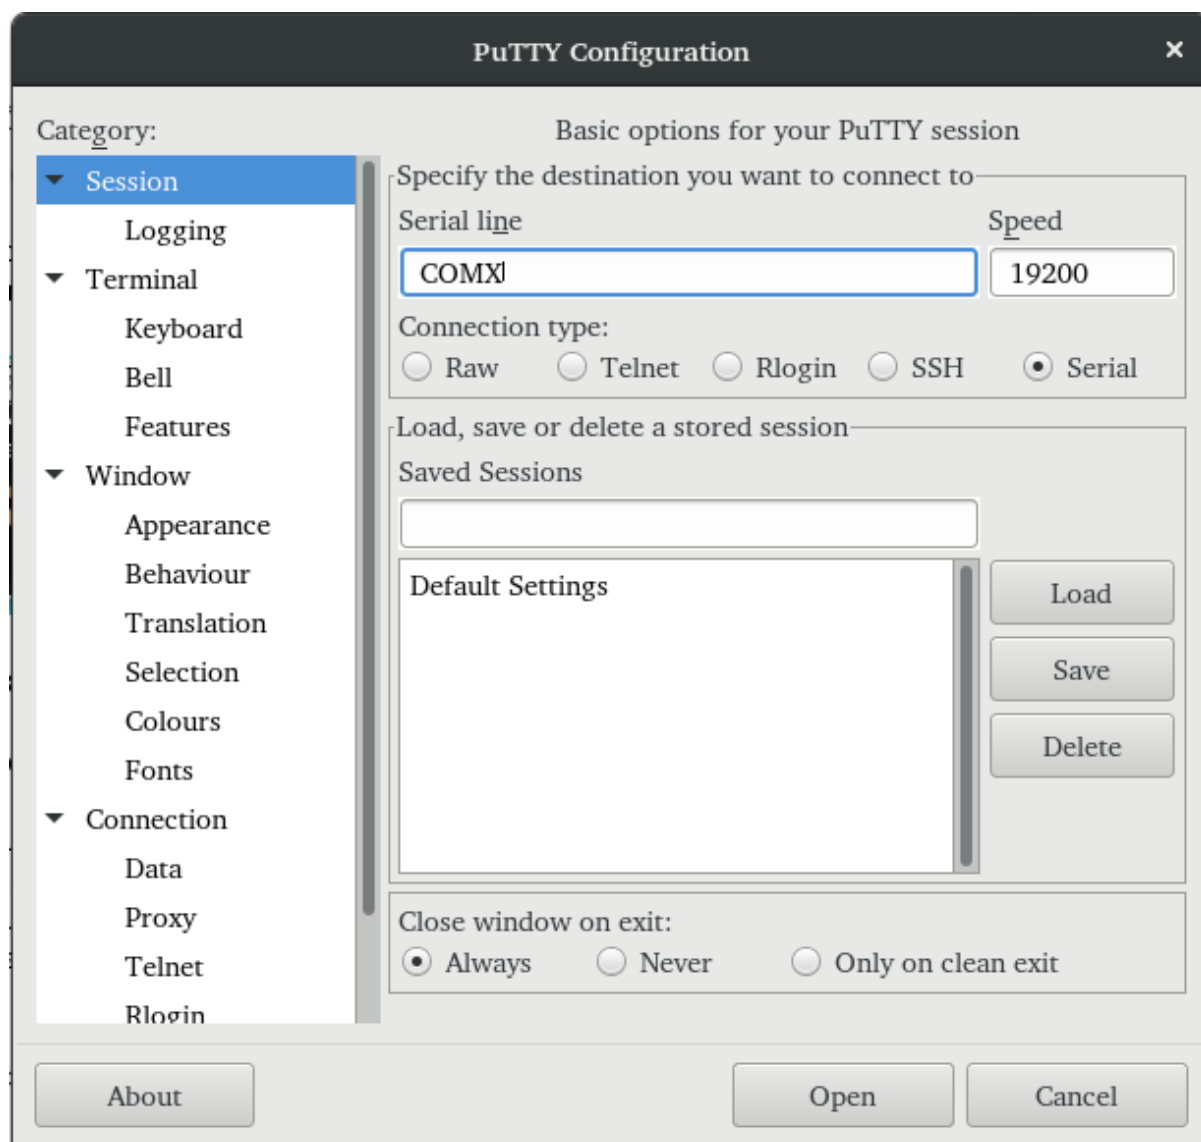 PuTTY Configuration
×
Category:
Session
Logging
Terminal
Keyboard
Bell
Features
Window
Appearance
Behaviour
Translation
Selection
Colours
Fonts
Connection
Data
Proxy
Telnet
Rlogin
Basic options for your PuTTY session
Specify the destination you want to connect to
Serial line Speed
COMX 19200
Connection type:
Raw Telnet Rlogin SSH Serial
Load, save or delete a stored session
Saved Sessions
Default Settings
Load
Save
Delete
Close window on exit:
Always Never Only on clean exit
About Open Cancel